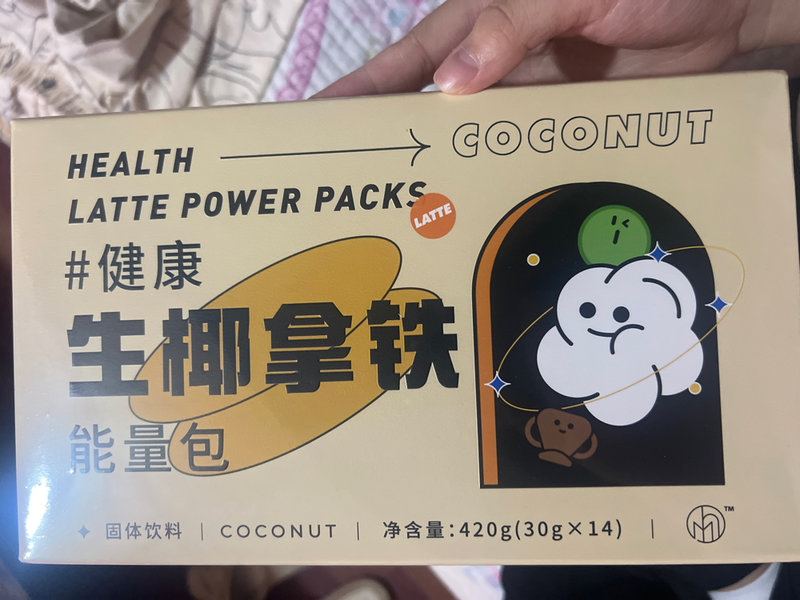 HEALTH
COCONUT
LATTE POWER PACKS
LATTE
#健康
生椰拿铁
能量包
固体饮料 | COCONUT | 净含量:420g(30g×14) | TM